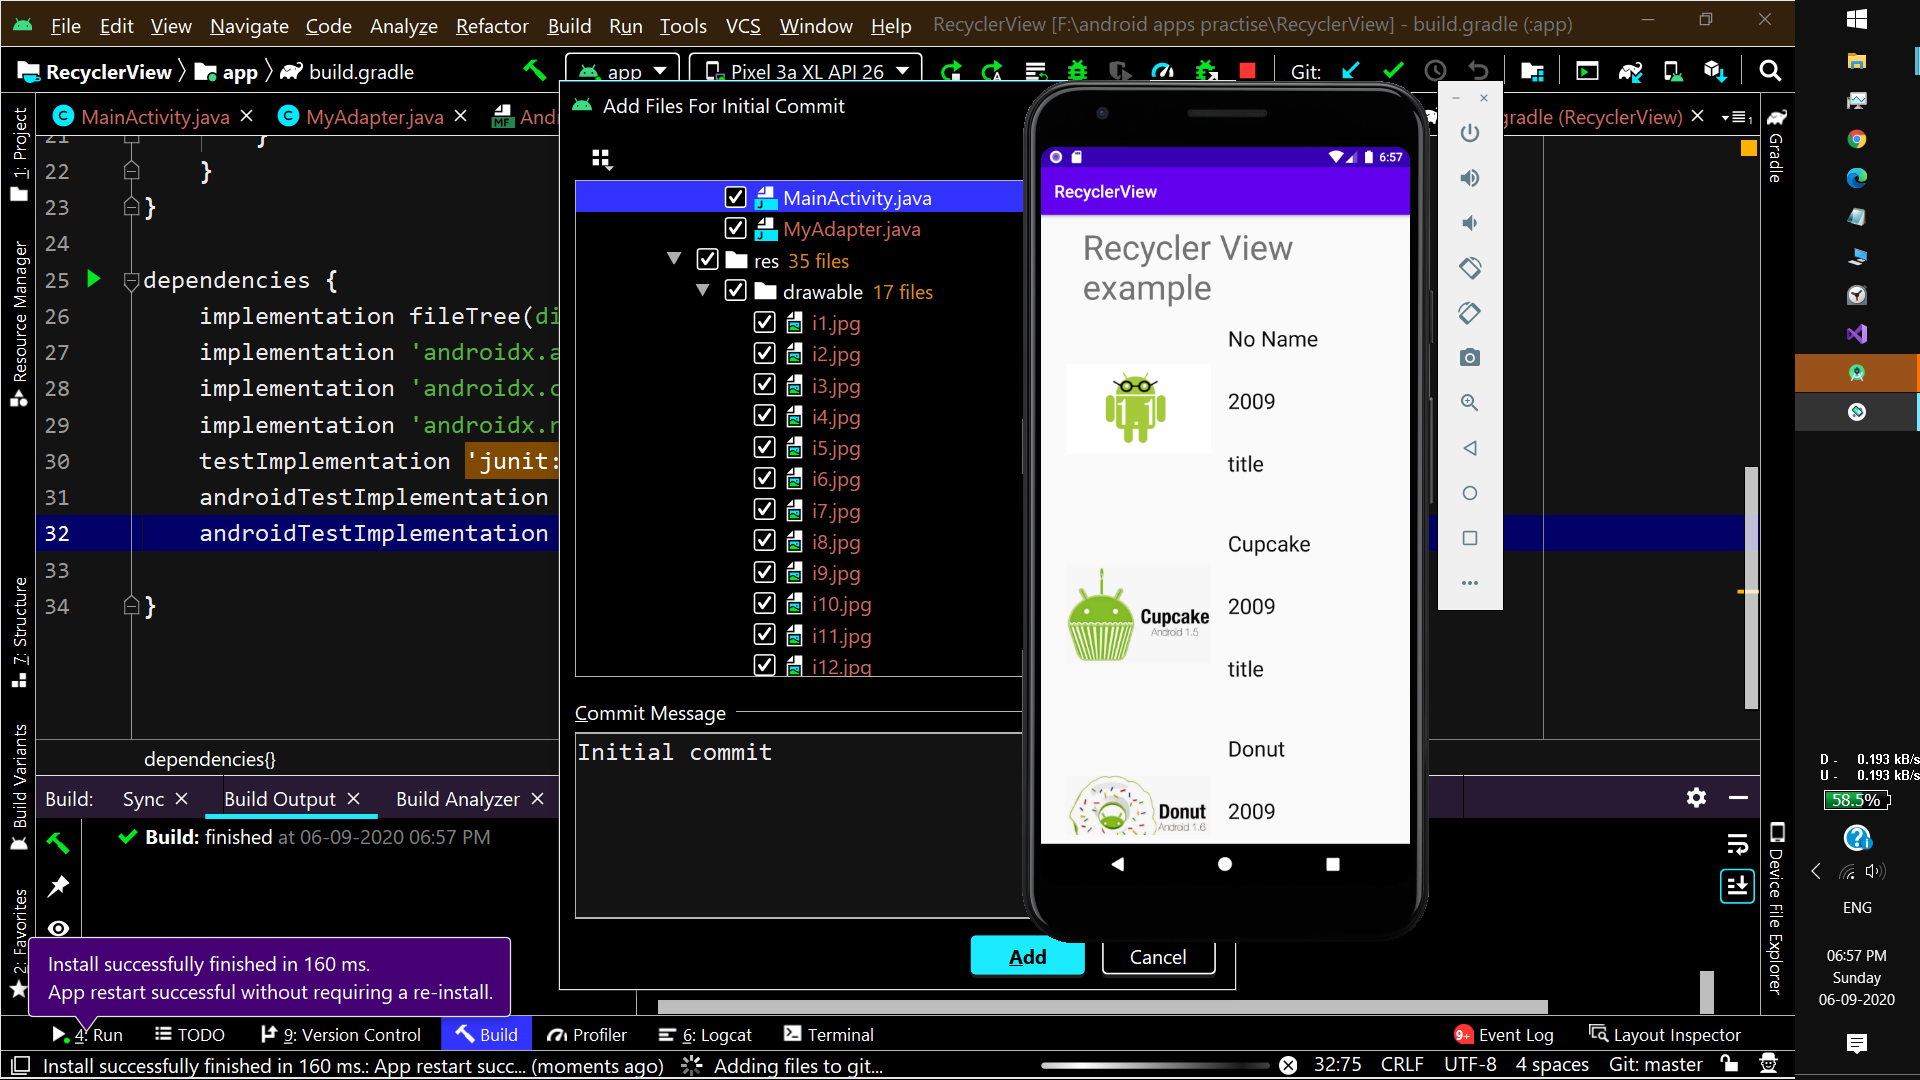 File Edit View Navigate Code Analyze Refactor Build Run Tools VCS Window Help RecyclerView [F:\android apps practise\RecyclerView] - build.gradle (:app)
RecyclerView app build.gradle app Pixel 3a XL API 26 Git:
MainActivity.java MyAdapter.java gradle (RecyclerView)
1: Project
Resource Manager
7: Structure
Build Variants
2: Favorites
21 }
22 }
23 }
24
25 dependencies {
26 implementation fileTree(di
27 implementation 'androidx.a
28 implementation 'androidx.c
29 implementation 'androidx.r
30 testImplementation 'junit:
31 androidTestImplementation
32 androidTestImplementation
33
34 }
dependencies{}
Add Files For Initial Commit
MainActivity.java
MyAdapter.java
res 35 files
drawable 17 files
i1.jpg
i2.jpg
i3.jpg
i4.jpg
i5.jpg
i6.jpg
i7.jpg
i8.jpg
i9.jpg
i10.jpg
i11.jpg
i12.jpg
Commit Message
Initial commit
Add Cancel
6:57
RecyclerView
Recycler View
example
No Name
2009
title
1.1
Cupcake
2009
title
Cupcake
Android 1.5
Donut
2009
Donut
Android 1.6
Gradle
Device File Explorer
Build: Sync Build Output Build Analyzer
Build: finished at 06-09-2020 06:57 PM
Install successfully finished in 160 ms.
App restart successful without requiring a re-install.
4: Run TODO 9: Version Control Build Profiler 6: Logcat Terminal 9+ Event Log Layout Inspector
Install successfully finished in 160 ms.: App restart succ... (moments ago) Adding files to git... 32:75 CRLF UTF-8 4 spaces Git: master
D - 0.193 kB/s
U - 0.193 kB/s
58.5%
ENG
06:57 PM
Sunday
06-09-2020